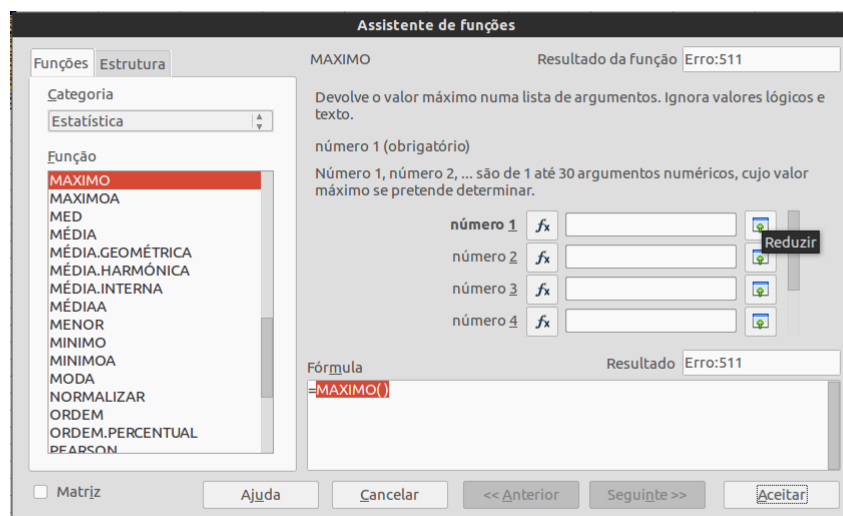 Assistente de funções
Funções Estrutura
Categoria
Estatística
Função
MAXIMO
MAXIMOA
MED
MÉDIA
MÉDIA.GEOMÉTRICA
MÉDIA.HARMÓNICA
MÉDIA.INTERNA
MÉDIAA
MENOR
MINIMO
MINIMOA
MODA
NORMALIZAR
ORDEM
ORDEM.PERCENTUAL
PEARSON
MAXIMO
Resultado da função Erro:511
Devolve o valor máximo numa lista de argumentos. Ignora valores lógicos e
texto.
número 1 (obrigatório)
Número 1, número 2, ... são de 1 até 30 argumentos numéricos, cujo valor
máximo se pretende determinar.
número 1 fx
Reduzir
número 2 fx
número 3 fx
número 4 fx
Fórmula
Resultado Erro:511
=MAXIMO()
Matriz
Ajuda
Cancelar
<< Anterior
Seguinte >>
Aceitar